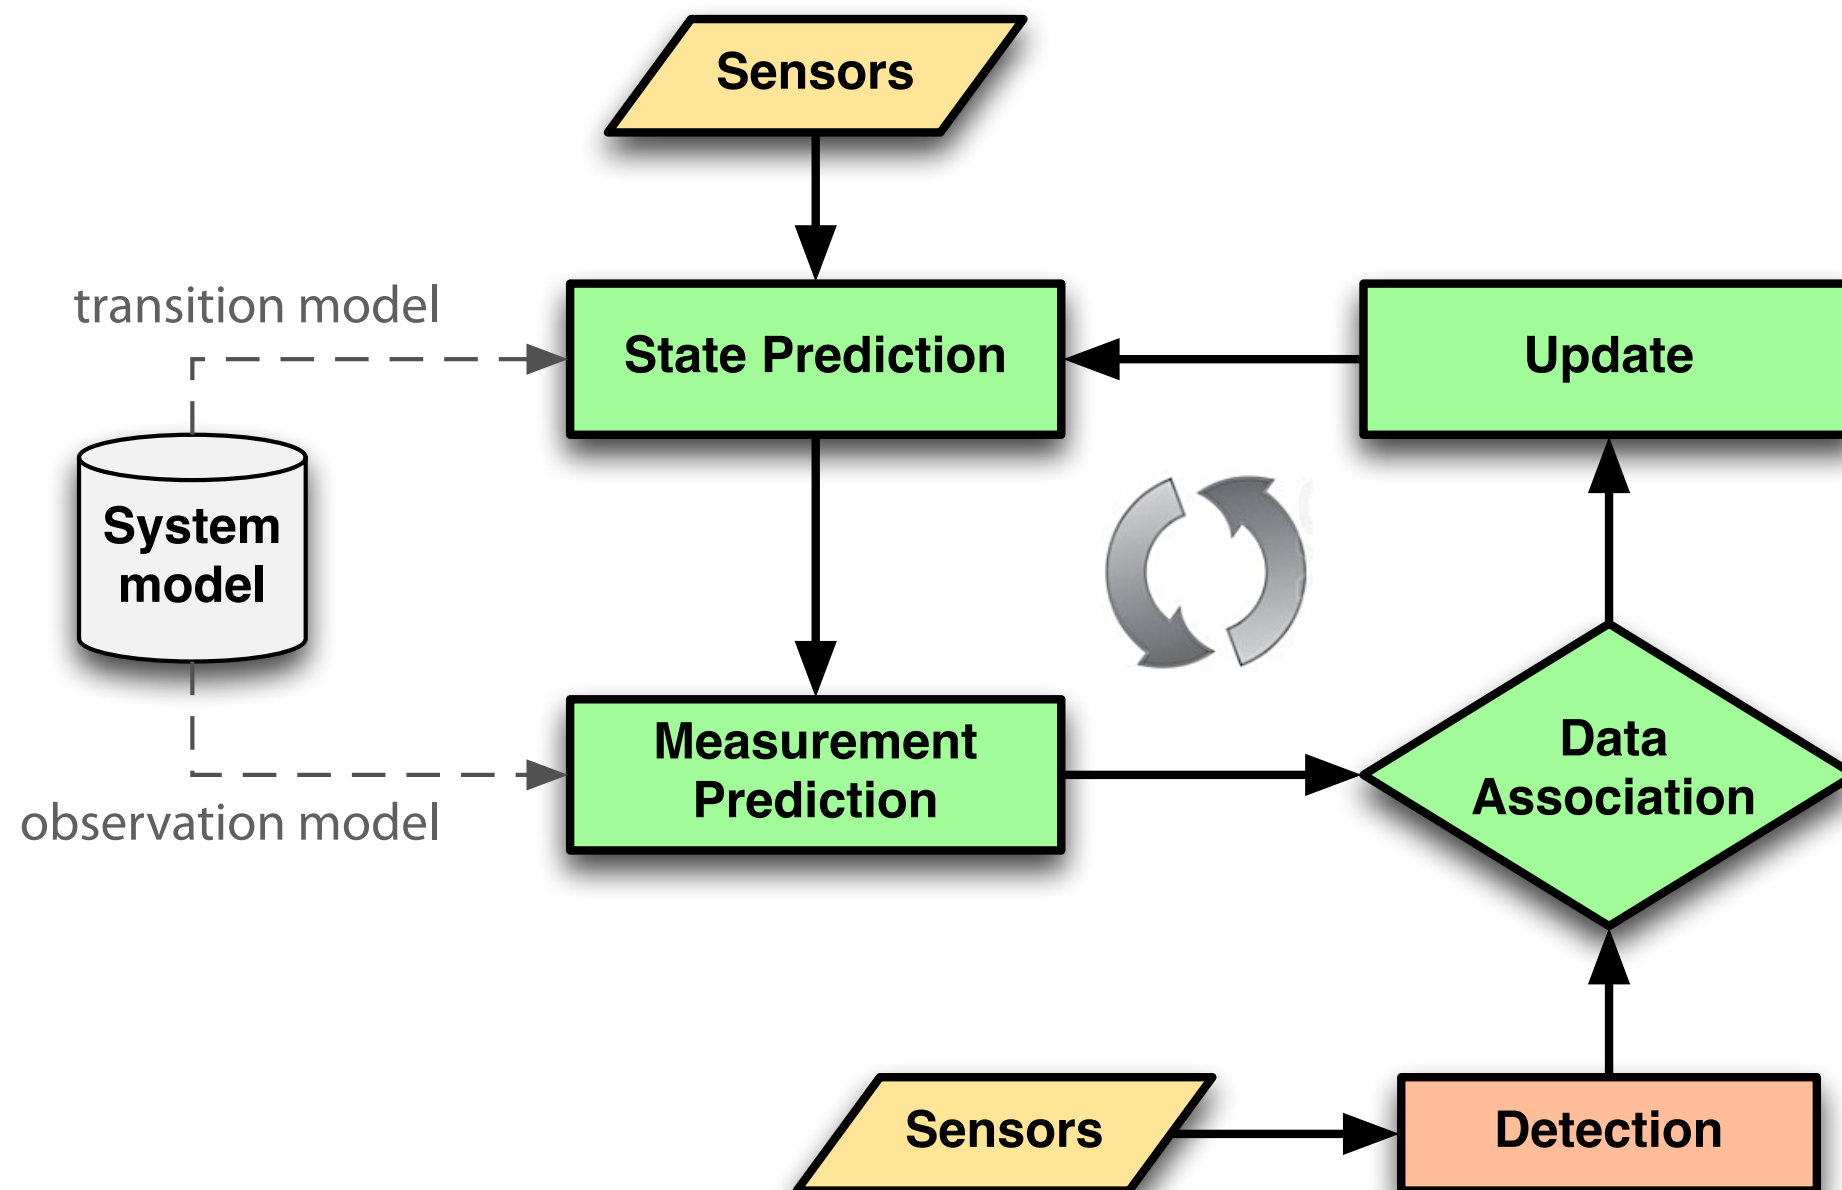 Sensors
transition model
State Prediction
Update
System
model
Measurement
Prediction
Data
Association
observation model
Sensors
Detection